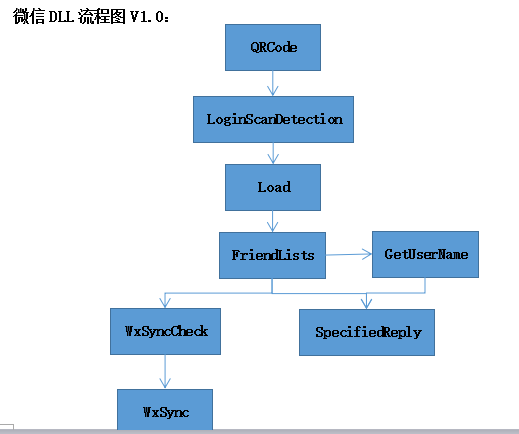 微信 DLL 流程图 V1.0：
QRCode
LoginScanDetection
Load
FriendLists
GetUserName
WxSyncCheck
SpecifiedReply
WxSync